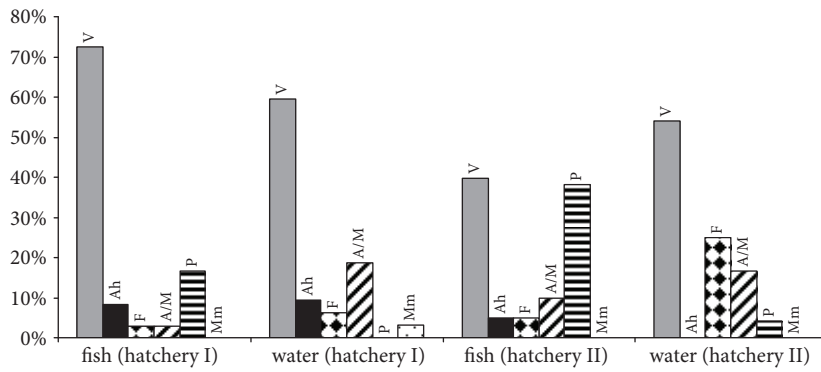 80%
70%
60%
50%
40%
30%
20%
10%
0%
V
Ah
F
A/M
P
Mm
V
Ah
F
A/M
P
Mm
V
Ah
F
A/M
P
Mm
V
Ah
F
A/M
P
Mm
fish (hatchery I) water (hatchery I) fish (hatchery II) water (hatchery II)